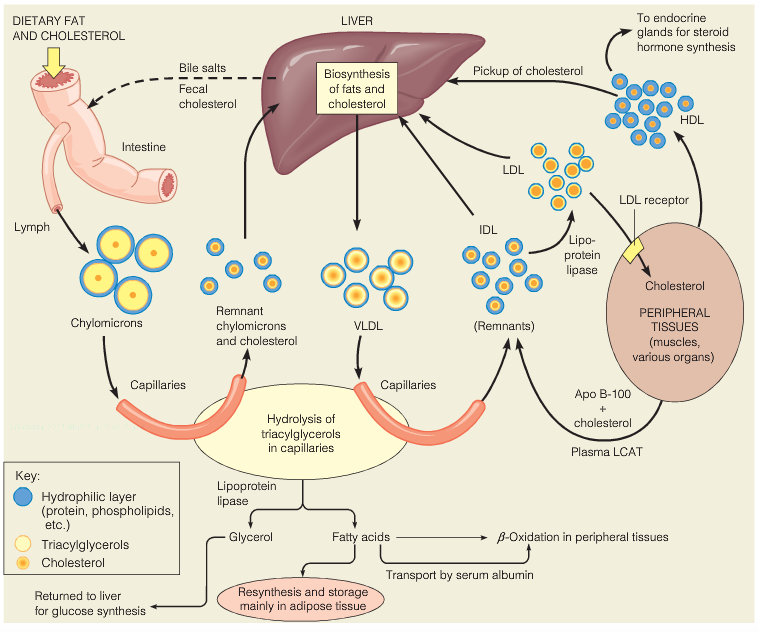 DIETARY FAT
AND CHOLESTEROL
LIVER
To endocrine
glands for steroid
hormone synthesis
Bile salts
Fecal
cholesterol
Biosynthesis
of fats and
cholesterol
Pickup of cholesterol
HDL
Intestine
LDL
LDL receptor
Lymph
IDL
Lipo-
protein
lipase
Cholesterol
PERIPHERAL
TISSUES
(muscles,
various organs)
Chylomicrons
Remnant
chylomicrons
and cholesterol
VLDL
(Remnants)
Capillaries
Capillaries
Apo B-100
+
cholesterol
Plasma LCAT
Hydrolysis of
triacylglycerols
in capillaries
Key:
Hydrophilic layer
(protein, phospholipids,
etc.)
Triacylglycerols
Cholesterol
Lipoprotein
lipase
Glycerol
Fatty acids
β-Oxidation in peripheral tissues
Transport by serum albumin
Returned to liver
for glucose synthesis
Resynthesis and storage
mainly in adipose tissue